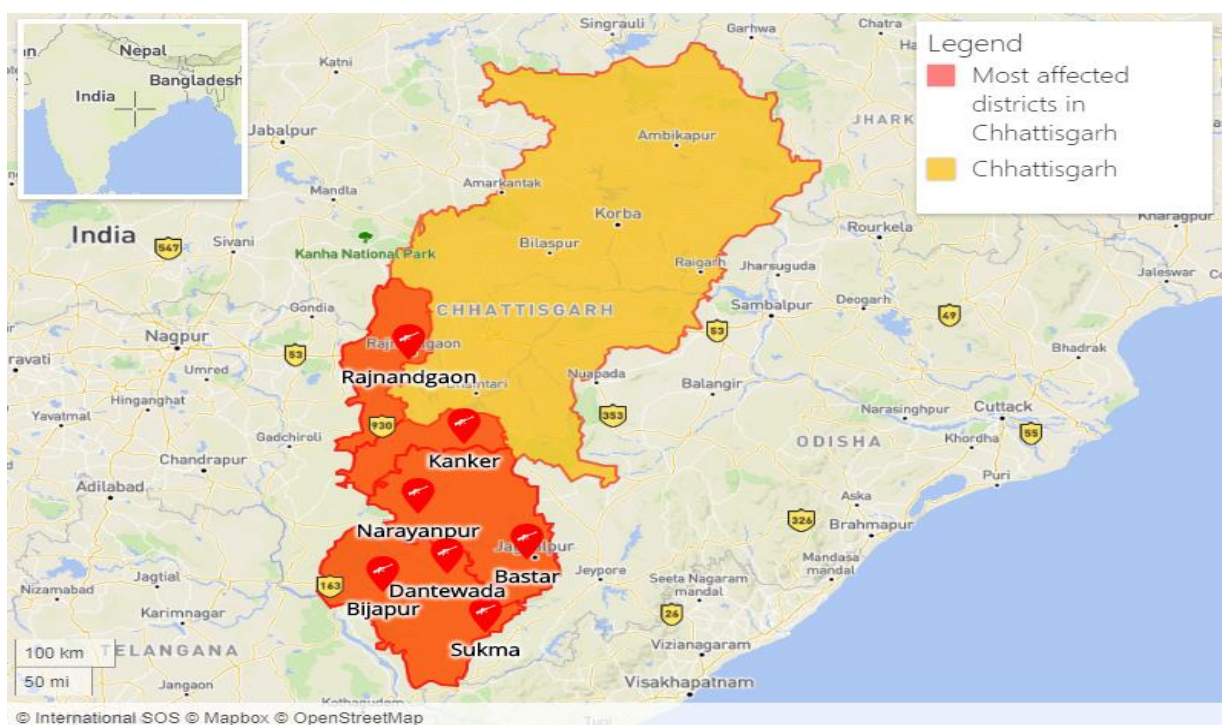 Nepal
Bangladesh
India
Legend
Most affected
districts in
Chhattisgarh
Chhattisgarh
Singrauli
Garhwa
Chatra
Katni
Jabalpur
Ambikapur
JHARK
Mandla
Amarkantak
Korba
Kharagpur
India
547
Sivani
Kanha National Park
Bilaspur
Rourkela
Raigarh
Jharsuguda
Jaleswar
Gondia
CHHATTISGARH
Sambalpur
Deogarh
49
Nagpur
53
53
Bhadrak
ravati
Umred
Rajnandgaon
Nuapada
Balangir
Hinganghat
Yavatmal
930
353
Narasinghpur
Cuttack
Gadchiroli
Kanker
ODISHA
Khordha
55
Chandrapur
Puri
Adilabad
Narayanpur
Aska
326
Brahmapur
Bastar
Mandasa
mandal
Jagtial
163
Dantewada
Jeypore
Seeta Nagaram
mandal
Nizamabad
Bijapur
Karimnagar
26
Sukma
Vizianagaram
100 km
TELANGANA
50 mi
Jangaon
Visakhapatnam
© International SOS © Mapbox © OpenStreetMap